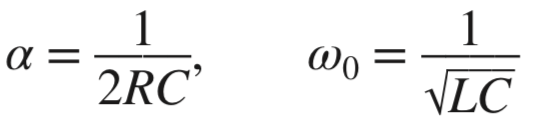 α = 1/(2RC), ω₀ = 1/√(LC)